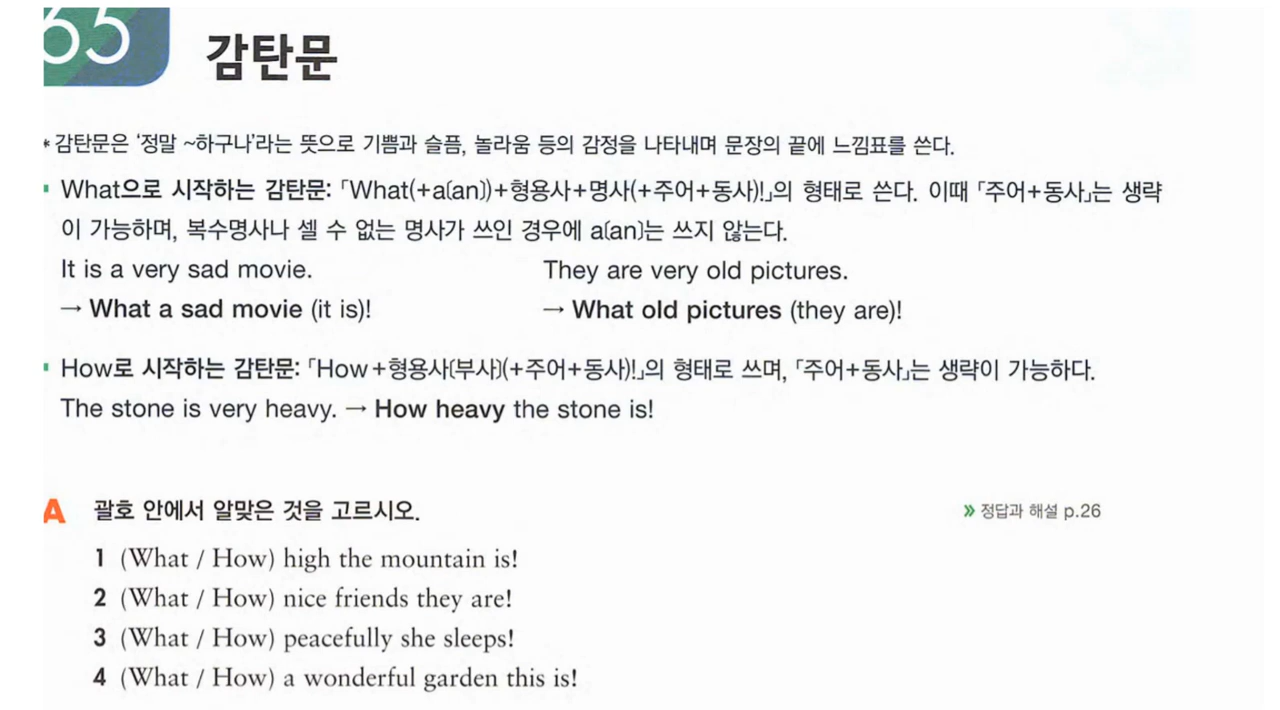 65
감탄문
* 감탄문은 '정말 ~하구나'라는 뜻으로 기쁨과 슬픔, 놀라움 등의 감정을 나타내며 문장의 끝에 느낌표를 쓴다.
What으로 시작하는 감탄문: 「What(+a(an))+형용사+명사(+주어+동사)!」의 형태로 쓴다. 이때 「주어+동사」는 생략
이 가능하며, 복수명사나 셀 수 없는 명사가 쓰인 경우에 a(an)는 쓰지 않는다.
It is a very sad movie. They are very old pictures.
→ What a sad movie (it is)! → What old pictures (they are)!
How로 시작하는 감탄문: 「How+형용사(부사)(+주어+동사)!」의 형태로 쓰며, 「주어+동사」는 생략이 가능하다.
The stone is very heavy. → How heavy the stone is!
A 괄호 안에서 알맞은 것을 고르시오. » 정답과 해설 p.26
1 (What / How) high the mountain is!
2 (What / How) nice friends they are!
3 (What / How) peacefully she sleeps!
4 (What / How) a wonderful garden this is!